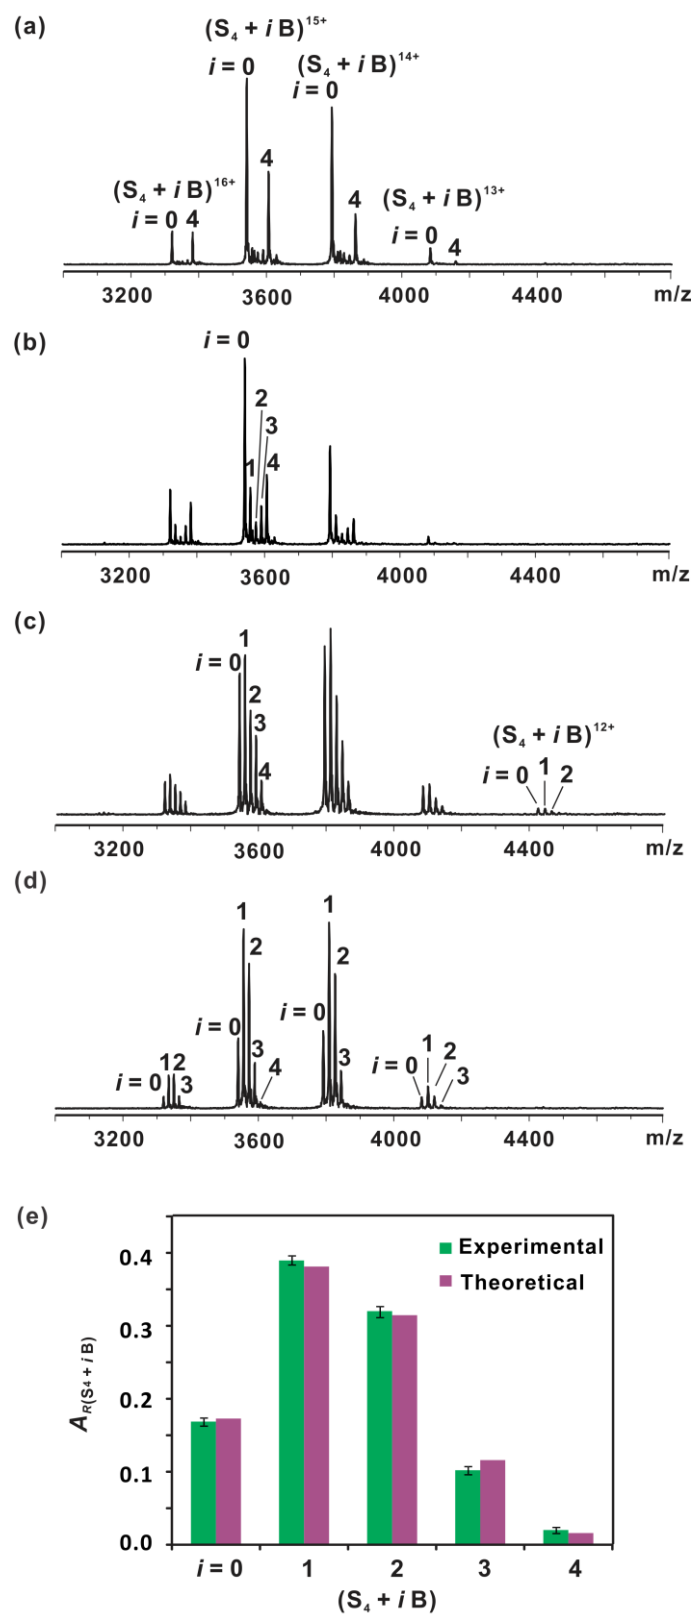 (a)
(S₄ + i B)¹⁵⁺
(S₄ + i B)¹⁴⁺
i = 0
i = 0
4
(S₄ + i B)¹⁶⁺
i = 0 4
4
(S₄ + i B)¹³⁺
i = 0
4
3200 3600 4000 4400 m/z
(b)
i = 0
2
3
1 4
3200 3600 4000 4400 m/z
(c)
1
i = 0
2
3
4
(S₄ + i B)¹²⁺
i = 0 1 2
3200 3600 4000 4400 m/z
(d)
1 1
2 2
i = 0 i = 0
i = 0 1 2 3
3 4
3
i = 0 1 2 3
3200 3600 4000 4400 m/z
(e)
0.4
0.3
0.2
0.1
0.0
A R(S⁴ + i B)
Experimental
Theoretical
i = 0 1 2 3 4
(S₄ + i B)